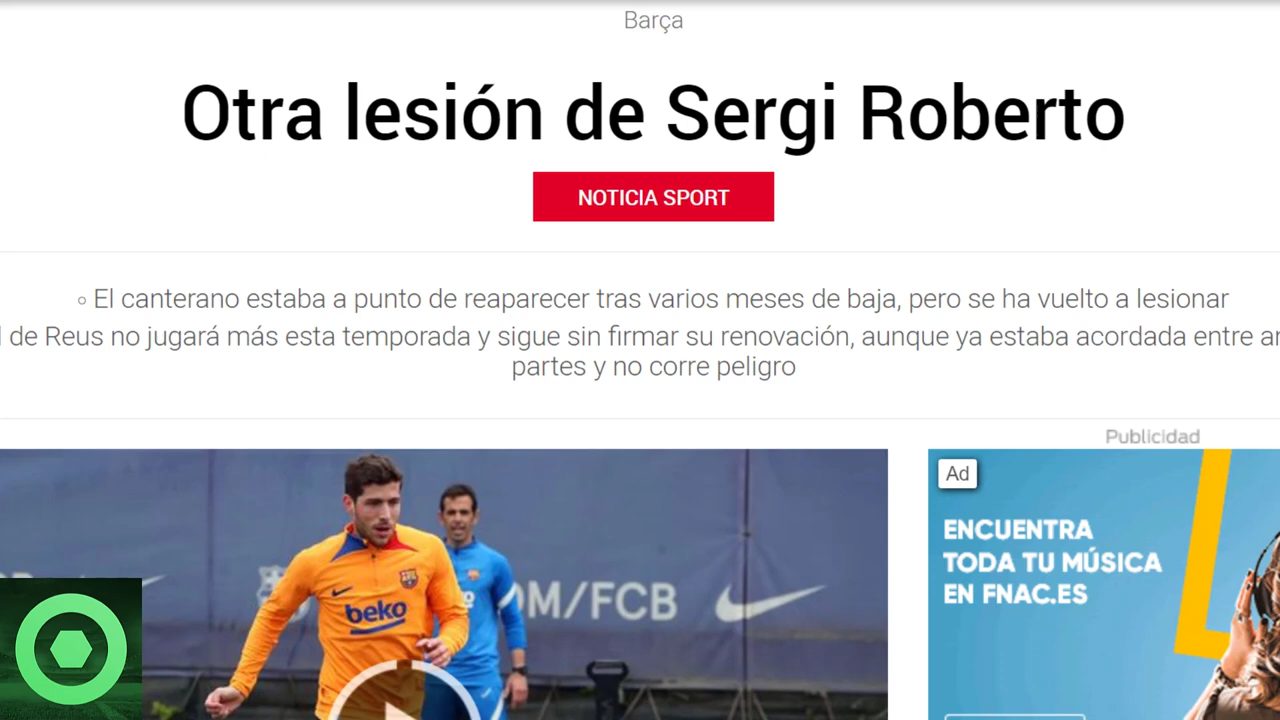 Barça
Otra lesión de Sergi Roberto
NOTICIA SPORT
El canterano estaba a punto de reaparecer tras varios meses de baja, pero se ha vuelto a lesionar
de Reus no jugará más esta temporada y sigue sin firmar su renovación, aunque ya estaba acordada entre
partes y no corre peligro
Publicidad
Ad
ENCUENTRA
TODA TU MÚSICA
EN FNAC.ES
OM/FCB
beko